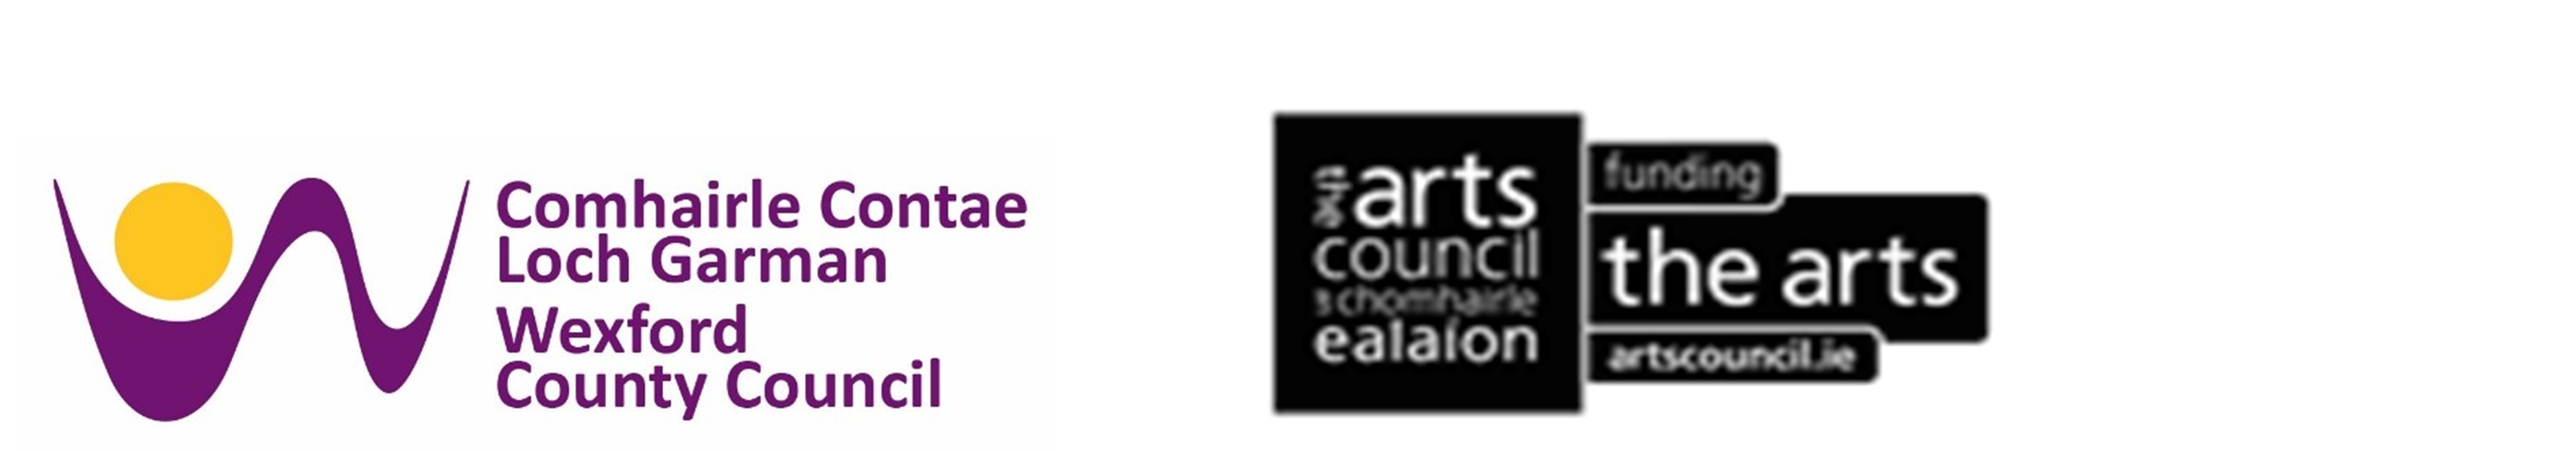 Comhairle Contae
Loch Garman
Wexford
County Council
arts
council
chomhairle
ealaíon
funding
the arts
artscouncil.ie